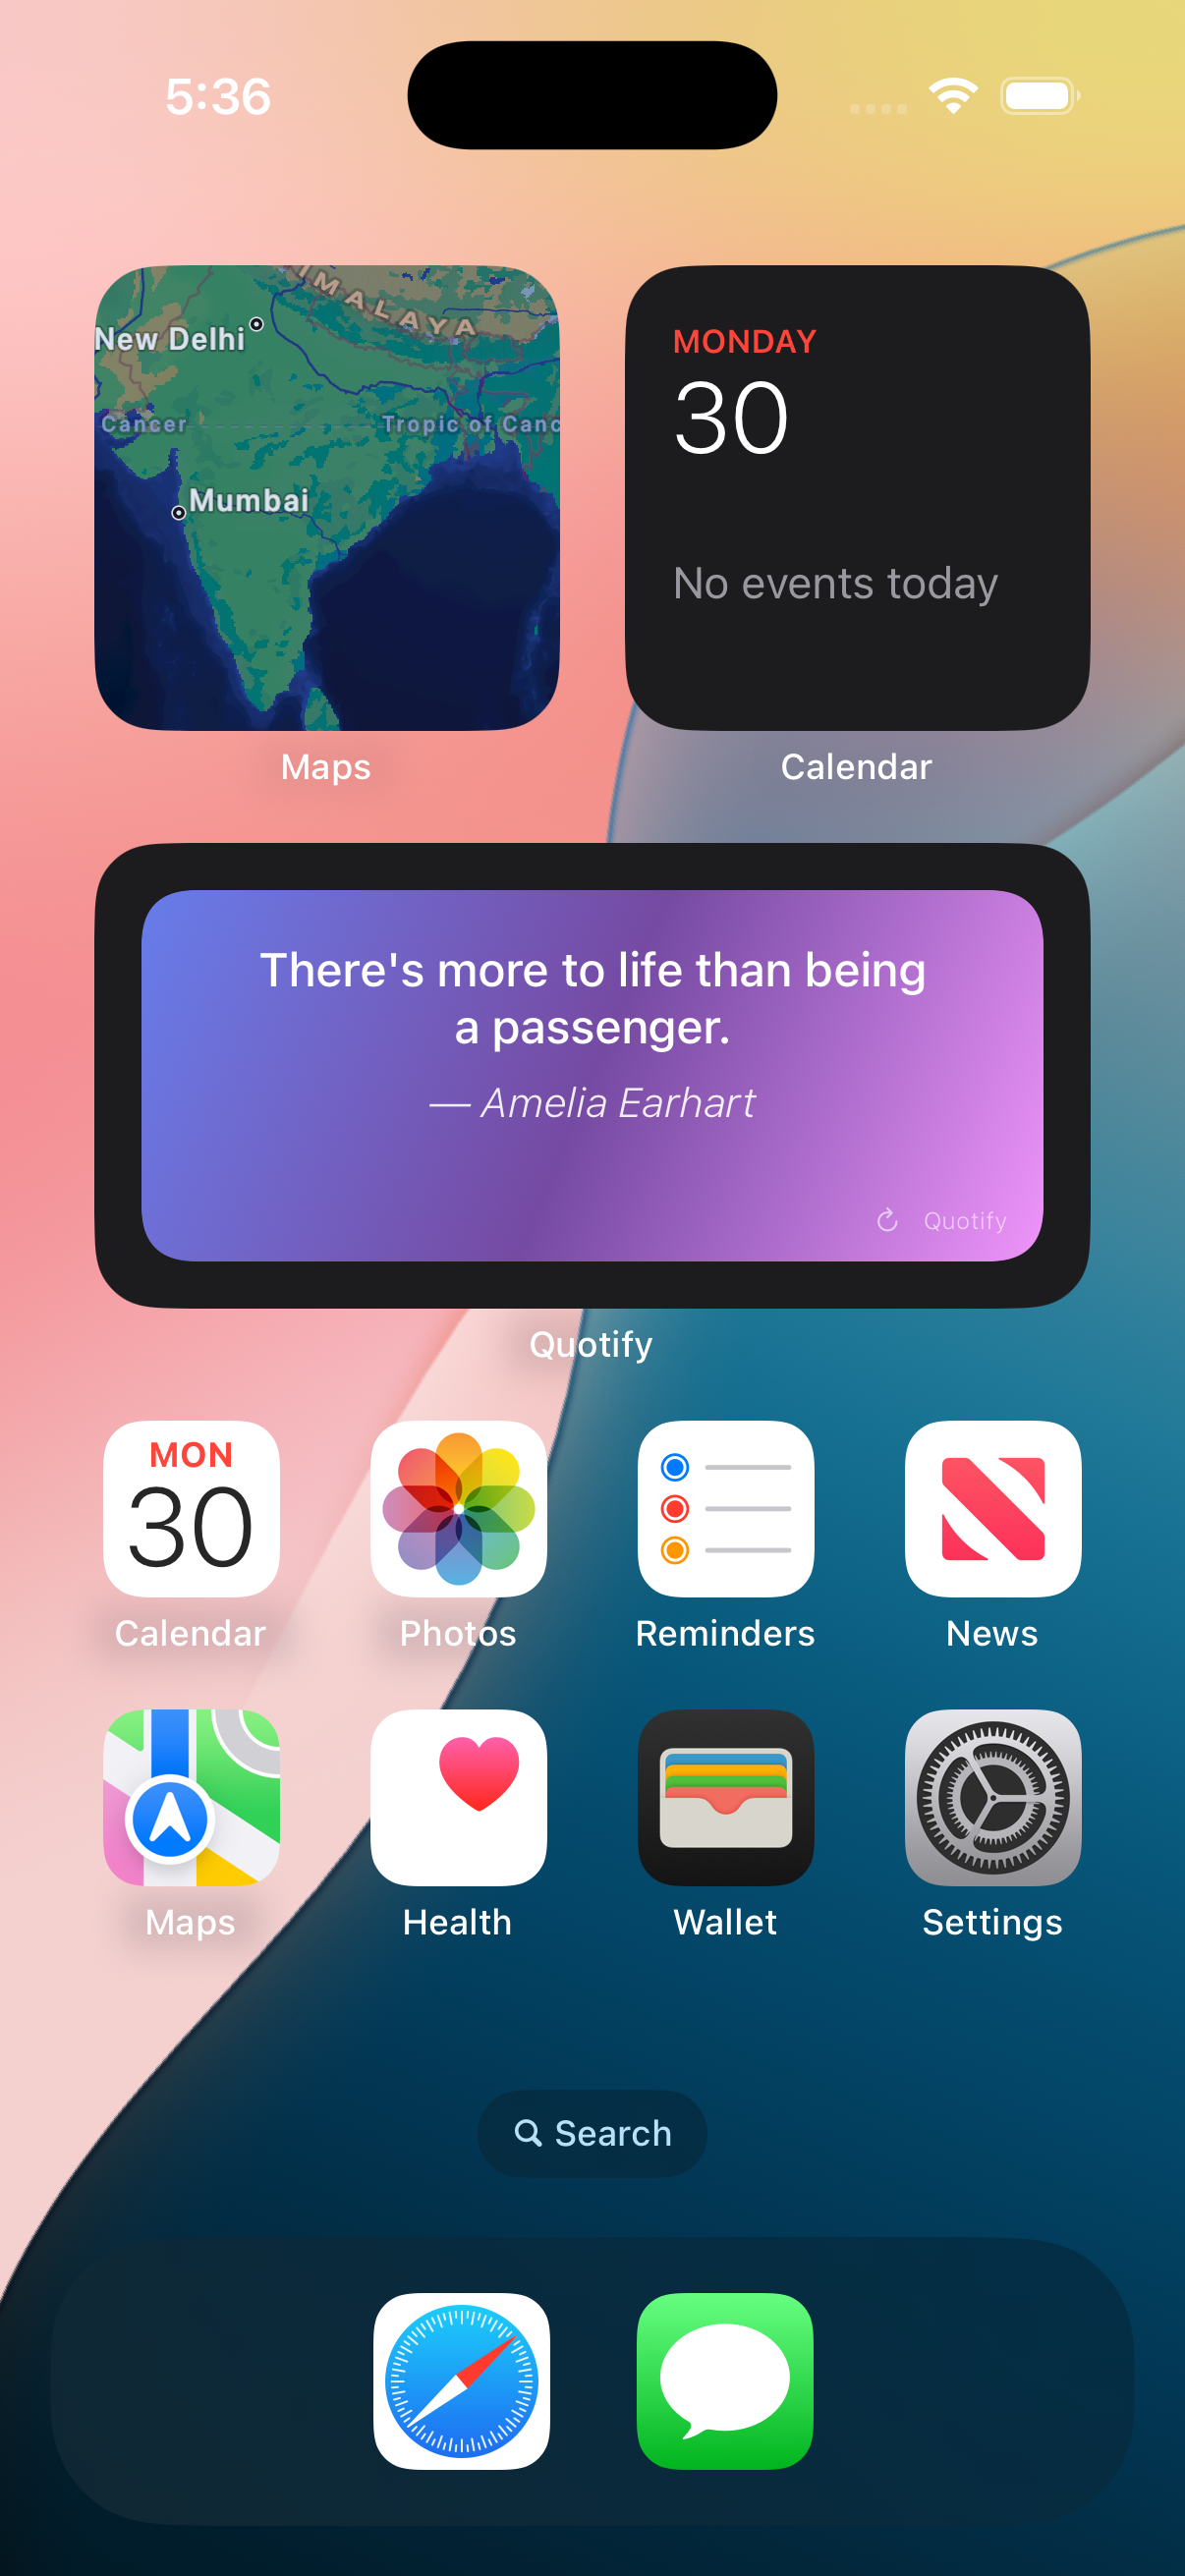 5:36
IMALAYA
New Delhi
Cancer
Tropic of Canc
Mumbai
Maps
MONDAY
30
No events today
Calendar
There's more to life than being
a passenger.
— Amelia Earhart
Quotify
Quotify
MON
30
Calendar
Photos
Reminders
News
Maps
Health
Wallet
Settings
Search